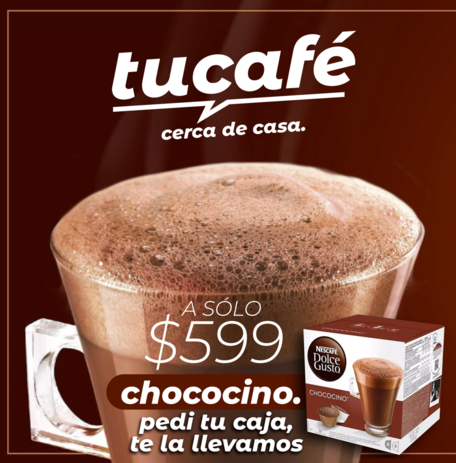 tucafé
cerca de casa.
A SÓLO
$599
chococino.
pedi tu caja,
te la llevamos
NESCAFÉ
Dolce
Gusto
CHOCOCINO